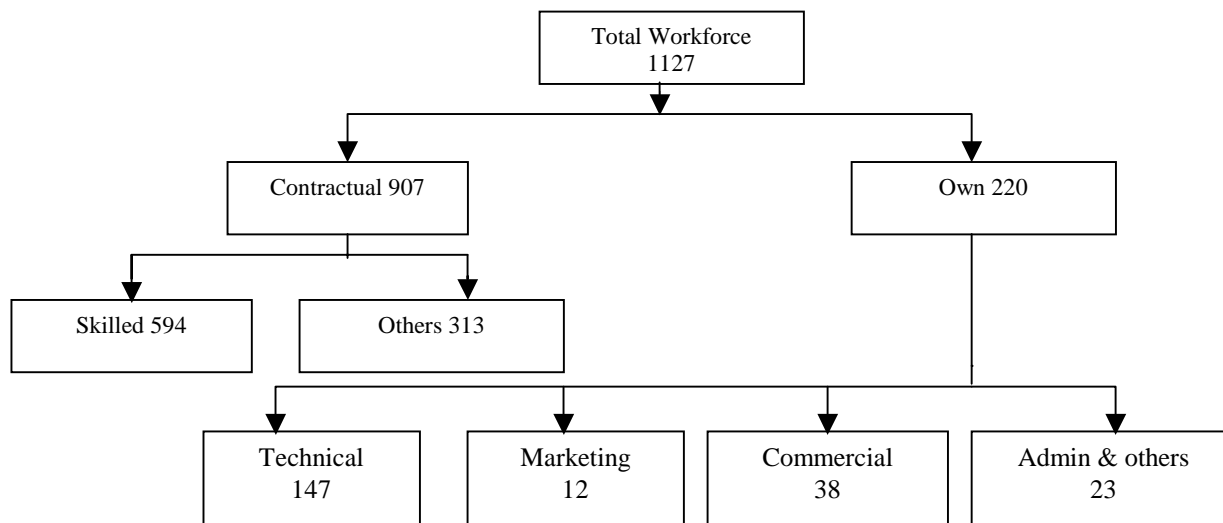 Total Workforce
1127
Contractual 907
Own 220
Skilled 594
Others 313
Technical
147
Marketing
12
Commercial
38
Admin & others
23